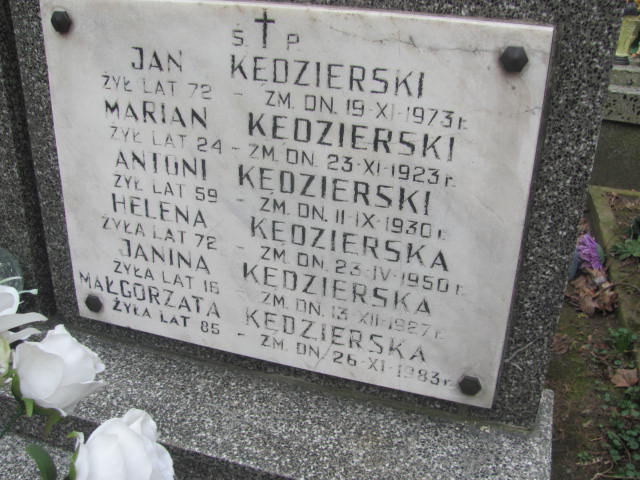 Ś. P.
JAN KĘDZIERSKI
ŻYŁ LAT 72 - ZM. DN. 19-XI-1973 r.
MARIAN KĘDZIERSKI
ŻYŁ LAT 24 - ZM. DN. 23-XI-1923 r.
ANTONI KĘDZIERSKI
ŻYŁ LAT 59 - ZM. DN. 11-IX-1930 r.
HELENA KĘDZIERSKA
ŻYŁA LAT 72 - ZM. DN. 23-IV-1950 r.
JANINA KĘDZIERSKA
ŻYŁA LAT 16 - ZM. DN. 13-XII-1927 r.
MAŁGORZATA KĘDZIERSKA
ŻYŁA LAT 85 - ZM. DN. 26-XI-1983 r.